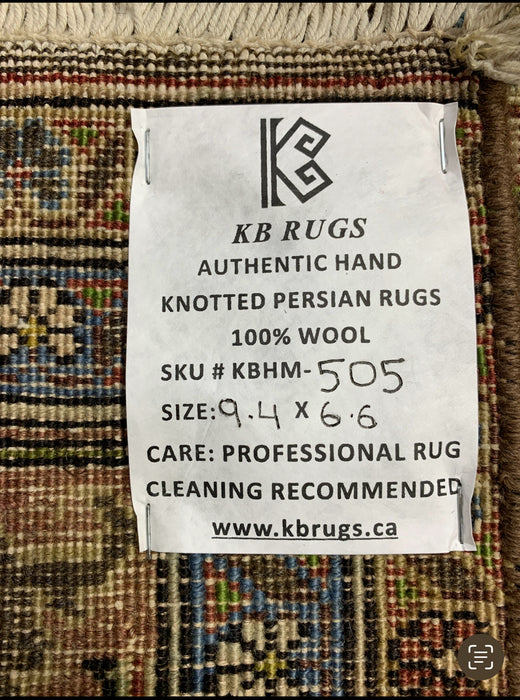 KB
KB RUGS
AUTHENTIC HAND
KNOTTED PERSIAN RUGS
100% WOOL
SKU # KBHM-505
SIZE:9.4 X 6.6
CARE: PROFESSIONAL RUG
CLEANING RECOMMENDED
www.kbrugs.ca